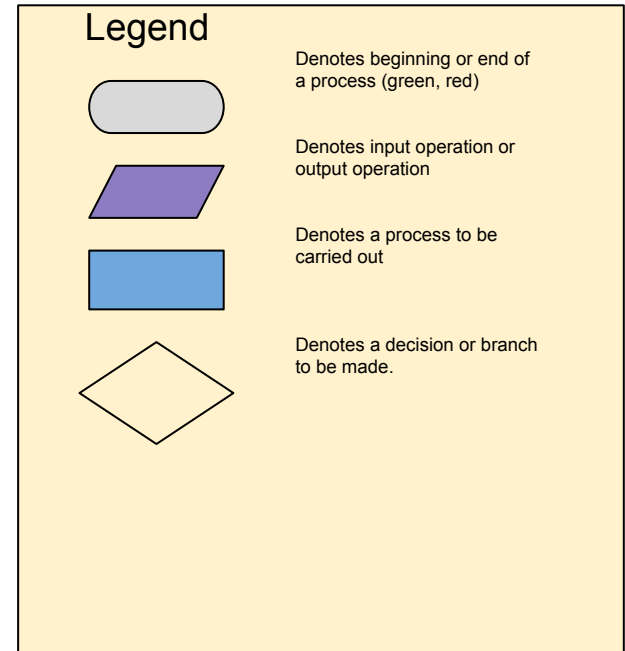 Legend
Denotes beginning or end of
a process (green, red)
Denotes input operation or
output operation
Denotes a process to be
carried out
Denotes a decision or branch
to be made.